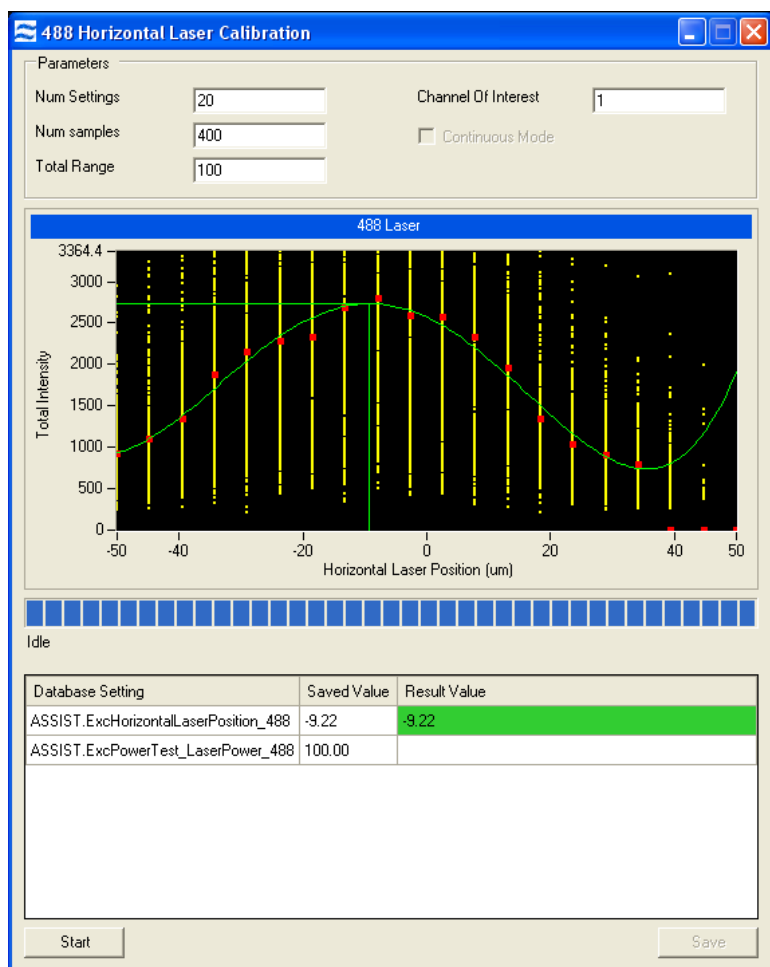 488 Horizontal Laser Calibration
Parameters
Num Settings 20 Channel Of Interest 1
Num samples 400 Continuous Mode
Total Range 100
488 Laser
3364.4
3000
2500
2000
1500
1000
500
0
Total Intensity
-50 -40 -20 0 20 40 50
Horizontal Laser Position (um)
Idle
Database Setting Saved Value Result Value
ASSIST.ExcHorizontalLaserPosition_488 -9.22 -9.22
ASSIST.ExcPowerTest_LaserPower_488 100.00
Start Save